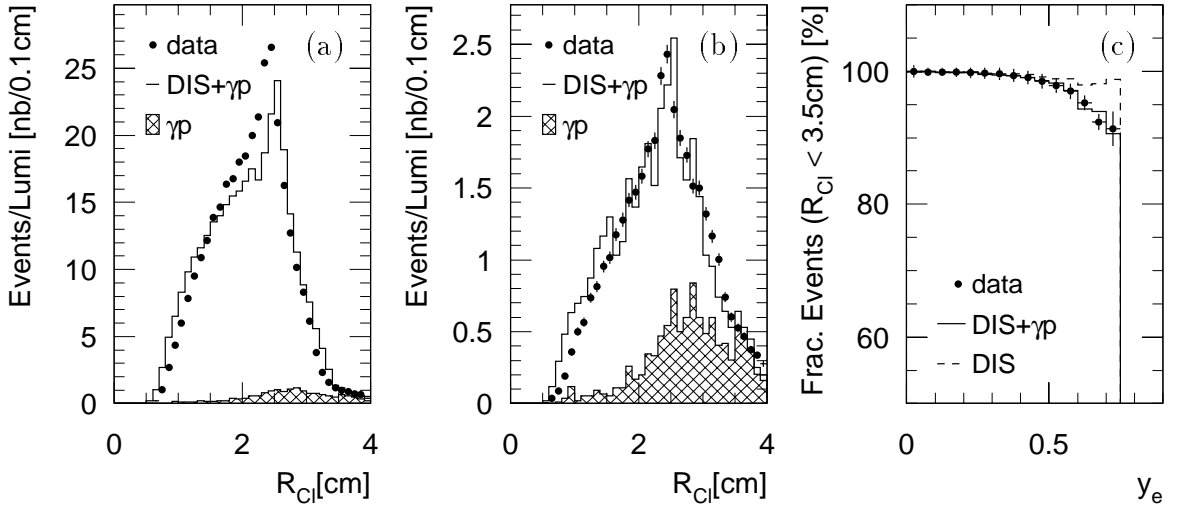 Events/Lumi [nb/0.1cm]
25
20
15
10
5
0
0
2
4
R_Cl[cm]
data
DIS+γp
γp
(a)
Events/Lumi [nb/0.1cm]
2.5
2
1.5
1
0.5
0
0
2
4
R_Cl[cm]
data
DIS+γp
γp
(b)
Frac. Events (R_Cl < 3.5cm) [%]
100
80
60
0
0.5
y_e
(c)
data
DIS+γp
DIS